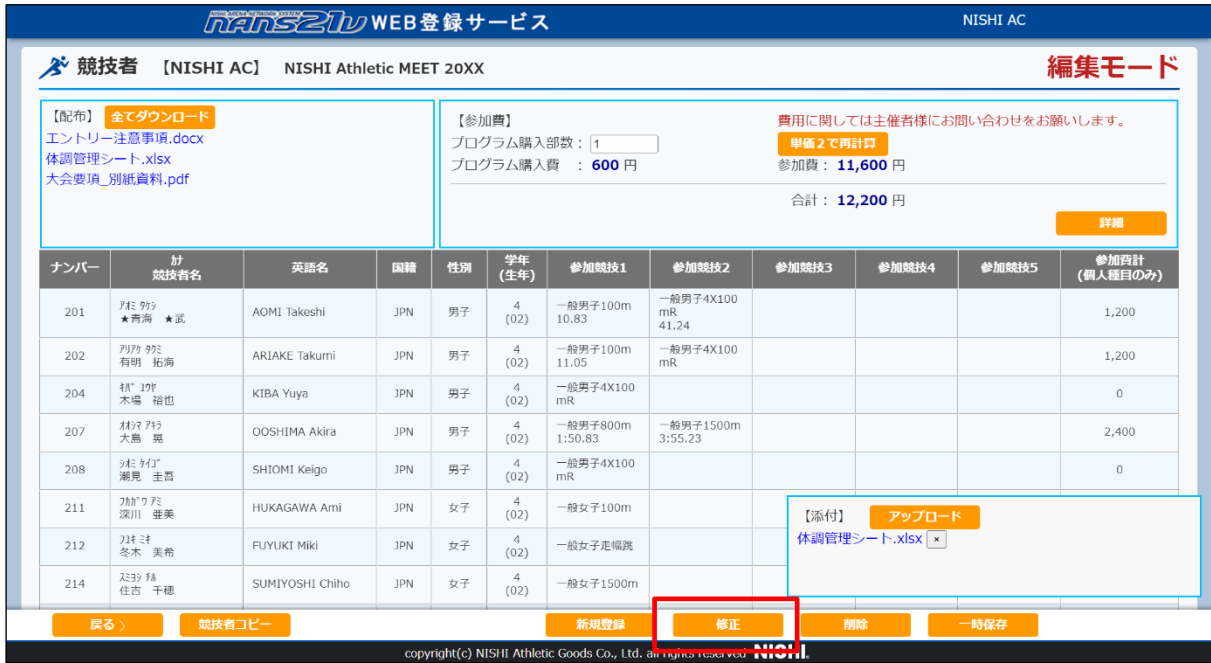 NISHI ARENA NETWORK SYSTEM
nans21V WEB登録サービス
NISHI AC
競技者 【NISHI AC】 NISHI Athletic MEET 20XX
編集モード
【配布】 全てダウンロード
エントリー注意事項.docx
体調管理シート.xlsx
大会要項_別紙資料.pdf
【参加費】
プログラム購入部数： 1
プログラム購入費 ： 600 円
費用に関しては主催者様にお問い合わせをお願いします。
単価２で再計算
参加費： 11,600 円
合計： 12,200 円
詳細
ナンバー ｶﾅ 競技者名 英語名 国籍 性別 学年 (生年) 参加競技1 参加競技2 参加競技3 参加競技4 参加競技5 参加費計 (個人種目のみ)
201 ｱｵﾐ ﾀｹｼ ★青海 ★武 AOMI Takeshi JPN 男子 4 (02) 一般男子100m 10.83 一般男子4X100mR 41.24 1,200
202 ｱﾘｱｹ ﾀｸﾐ 有明 拓海 ARIAKE Takumi JPN 男子 4 (02) 一般男子100m 11.05 一般男子4X100mR 1,200
204 ｷﾊﾞ ﾕｳﾔ 木場 裕也 KIBA Yuya JPN 男子 4 (02) 一般男子4X100mR 0
207 ｵｵｼﾏ ｱｷﾗ 大島 晃 OOSHIMA Akira JPN 男子 4 (02) 一般男子800m 1:50.83 一般男子1500m 3:55.23 2,400
208 ｼｵﾐ ｹｲｺﾞ 潮見 圭吾 SHIOMI Keigo JPN 男子 4 (02) 一般男子4X100mR 0
211 ﾌｶｶﾞﾜ ｱﾐ 深川 亜美 HUKAGAWA Ami JPN 女子 4 (02) 一般女子100m
212 ﾌﾕｷ ﾐｷ 冬木 美希 FUYUKI Miki JPN 女子 4 (02) 一般女子走幅跳
214 ｽﾐﾖｼ ﾁﾎ 住吉 千穂 SUMIYOSHI Chiho JPN 女子 4 (02) 一般女子1500m
【添付】 アップロード
体調管理シート.xlsx ×
戻る〉 競技者コピー 新規登録 修正 削除 一時保存
copyright(c) NISHI Athletic Goods Co., Ltd. all rights reserved NISHI.